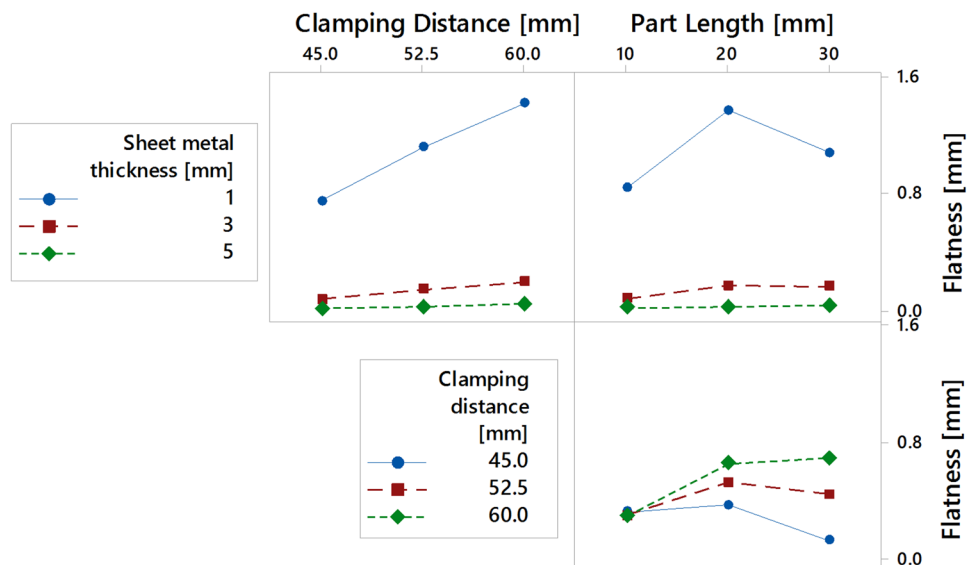 Clamping Distance [mm] Part Length [mm]
45.0 52.5 60.0 10 20 30
1.6
0.8
0.0
Flatness [mm]
Sheet metal
thickness [mm]
1
3
5
1.6
0.8
0.0
Flatness [mm]
Clamping
distance
[mm]
45.0
52.5
60.0